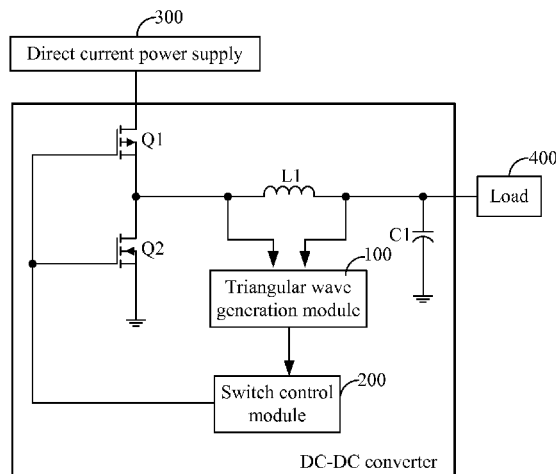 300
Direct current power supply
Q1
L1
400
Load
C1
Q2
100
Triangular wave
generation module
200
Switch control
module
DC-DC converter